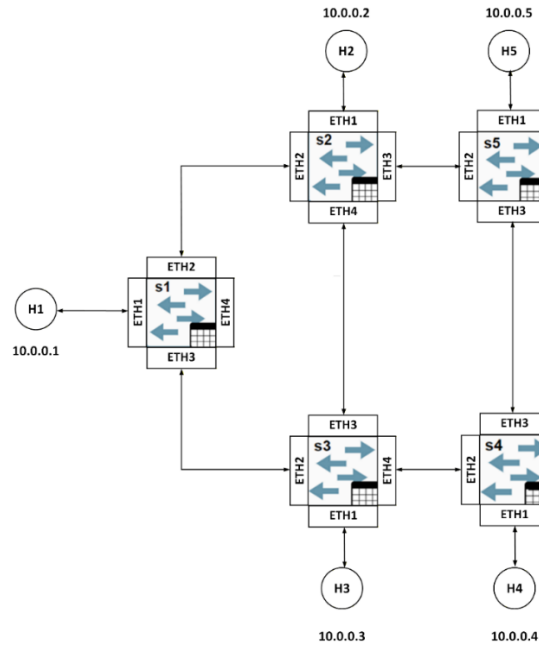 10.0.0.2
10.0.0.5
H2
H5
ETH1
ETH1
s2
s5
ETH2
ETH3
ETH2
ETH4
ETH3
ETH2
H1
ETH1
s1
ETH4
10.0.0.1
ETH3
ETH3
ETH3
s3
s4
ETH2
ETH4
ETH2
ETH1
ETH1
H3
H4
10.0.0.3
10.0.0.4